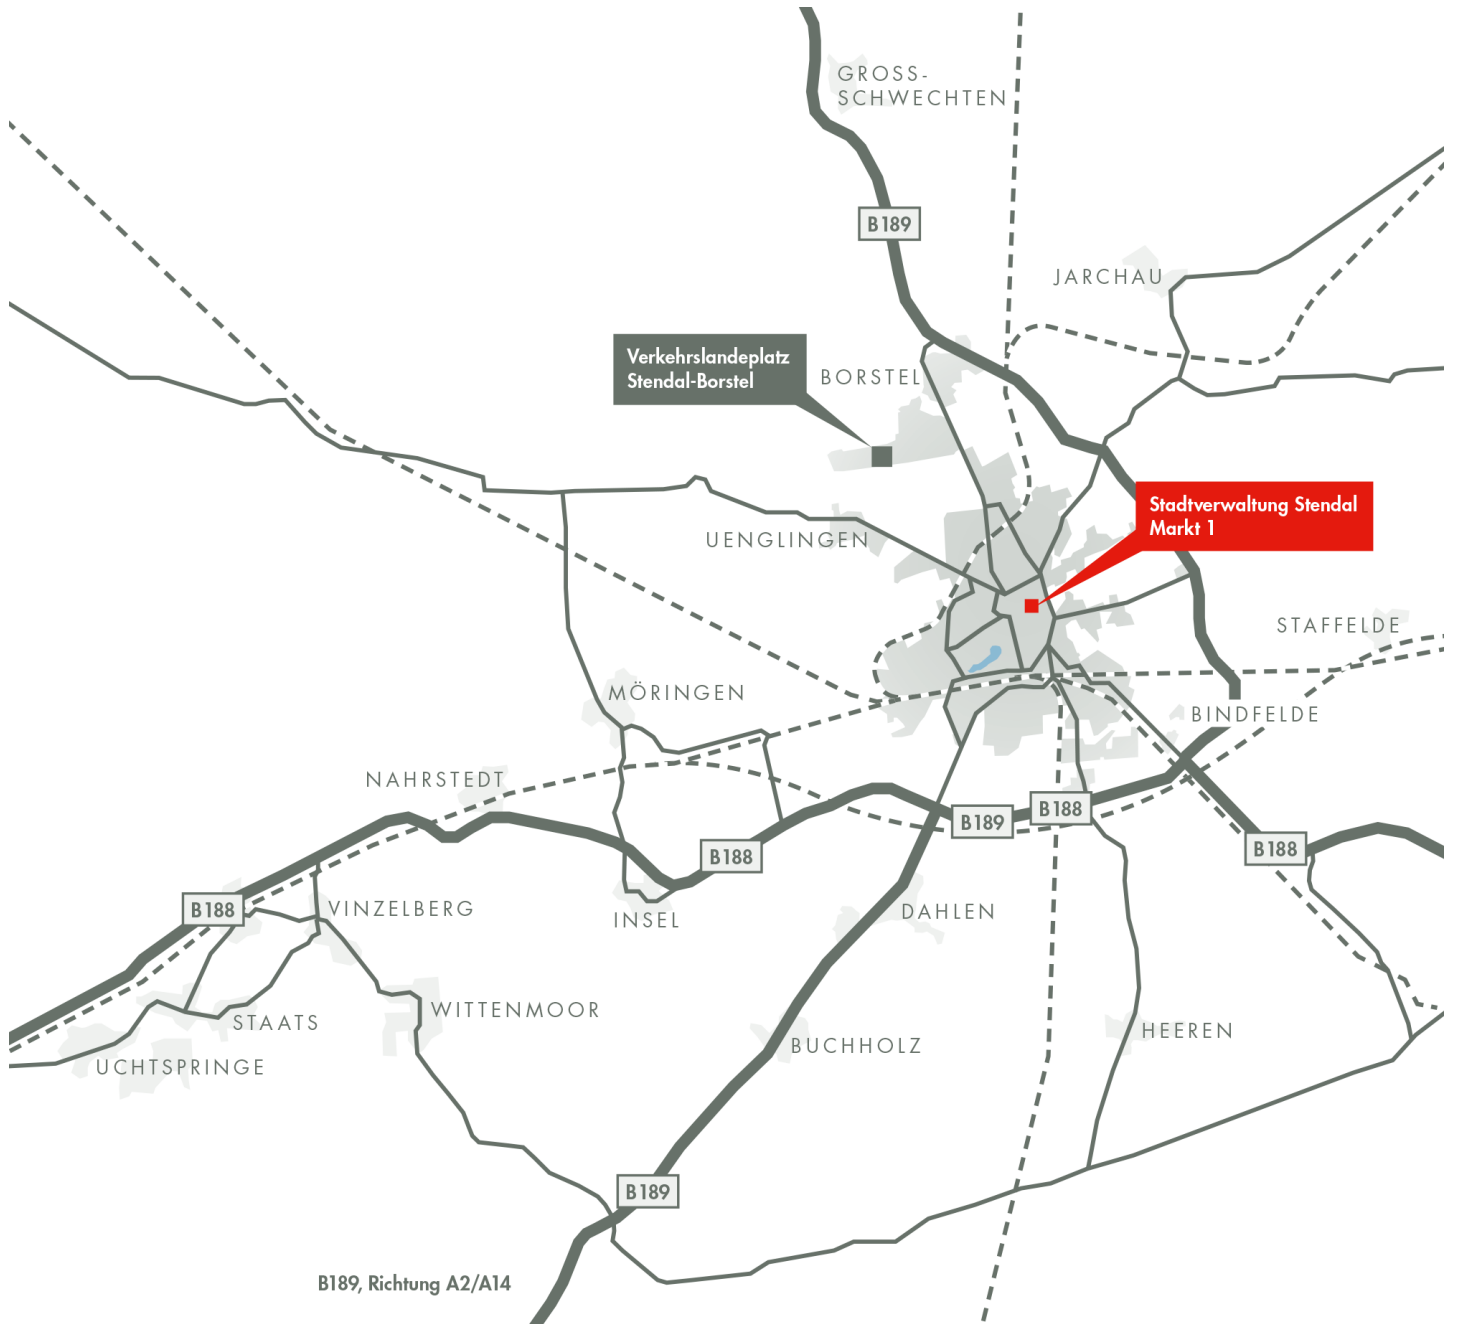 GROSS-
SCHWECHTEN
B189
JARCHAU
Verkehrslandeplatz
Stendal-Borstel
BORSTEL
Stadtverwaltung Stendal
Markt 1
UENGLINGEN
STAFFELDE
MÖRINGEN
BINDFELDE
NAHRSTEDT
B188
B189
B188
B188
B188
VINZELBERG
INSEL
DAHLEN
WITTENMOOR
STAATS
HEEREN
BUCHHOLZ
UCHTSPRINGE
B189
B189, Richtung A2/A14